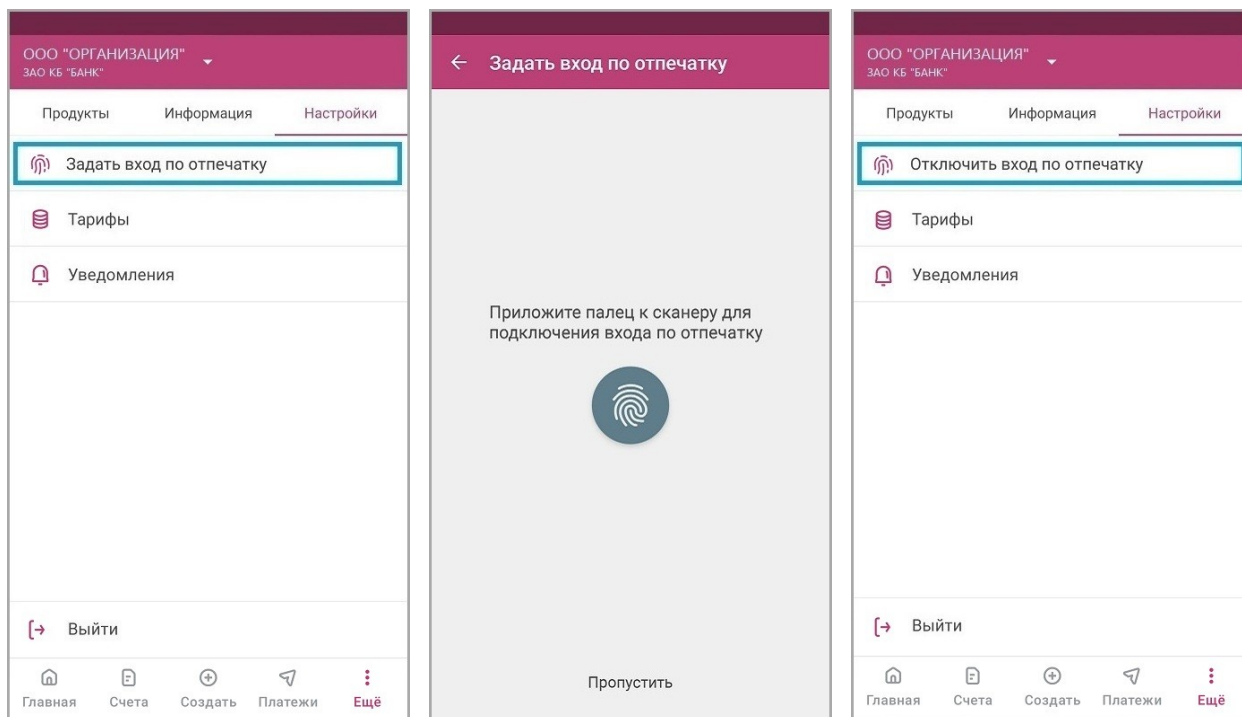 ООО "ОРГАНИЗАЦИЯ"
ЗАО КБ "БАНК"
Продукты Информация Настройки
Задать вход по отпечатку
Тарифы
Уведомления
Выйти
Главная Счета Создать Платежи Ещё
Задать вход по отпечатку
Приложите палец к сканеру для
подключения входа по отпечатку
Пропустить
ООО "ОРГАНИЗАЦИЯ"
ЗАО КБ "БАНК"
Продукты Информация Настройки
Отключить вход по отпечатку
Тарифы
Уведомления
Выйти
Главная Счета Создать Платежи Ещё